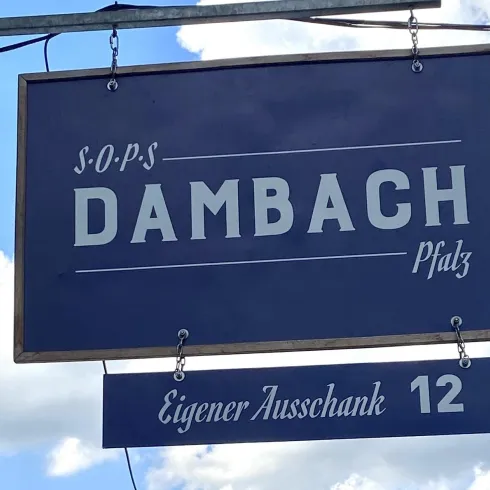 S·O·P·S
DAMBACH
Pfalz
Eigener Ausschank 12